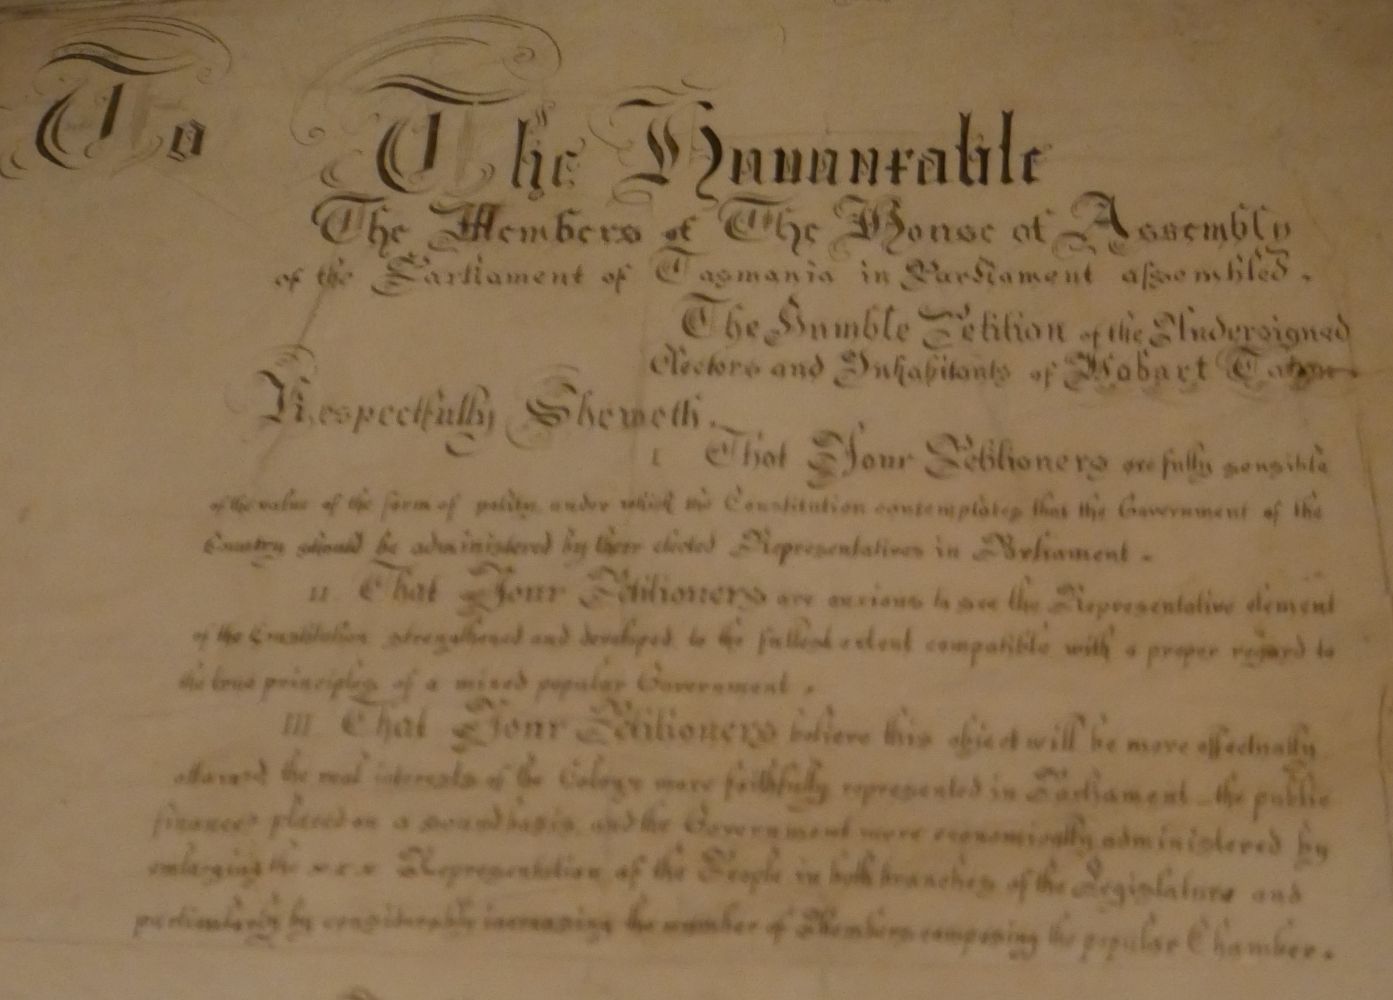 To The Honourable
The Members of The House of Assembly
of the Parliament of Tasmania in Parliament assembled.
The Humble Petition of the Undersigned
Electors and Inhabitants of Hobart Town
Respectfully Sheweth.
I That Your Petitioners are fully sensible
of the value of the form of polity under which the Constitution contemplates that the Government of the
Country should be administered by their elected Representatives in Parliament.
II That Your Petitioners are anxious to see the Representative element
of the Constitution strengthened and developed to the fullest extent compatible with a proper regard to
the true principles of a mixed popular Government.
III That Your Petitioners believe this object will be more effectually
attained the real interests of the Colony more faithfully represented in Parliament the public
finances placed on a sound basis and the Government more economically administered by
enlarging the Representation of the People in both branches of the Legislature and
particularly by considerably increasing the number of Members composing the popular Chamber.